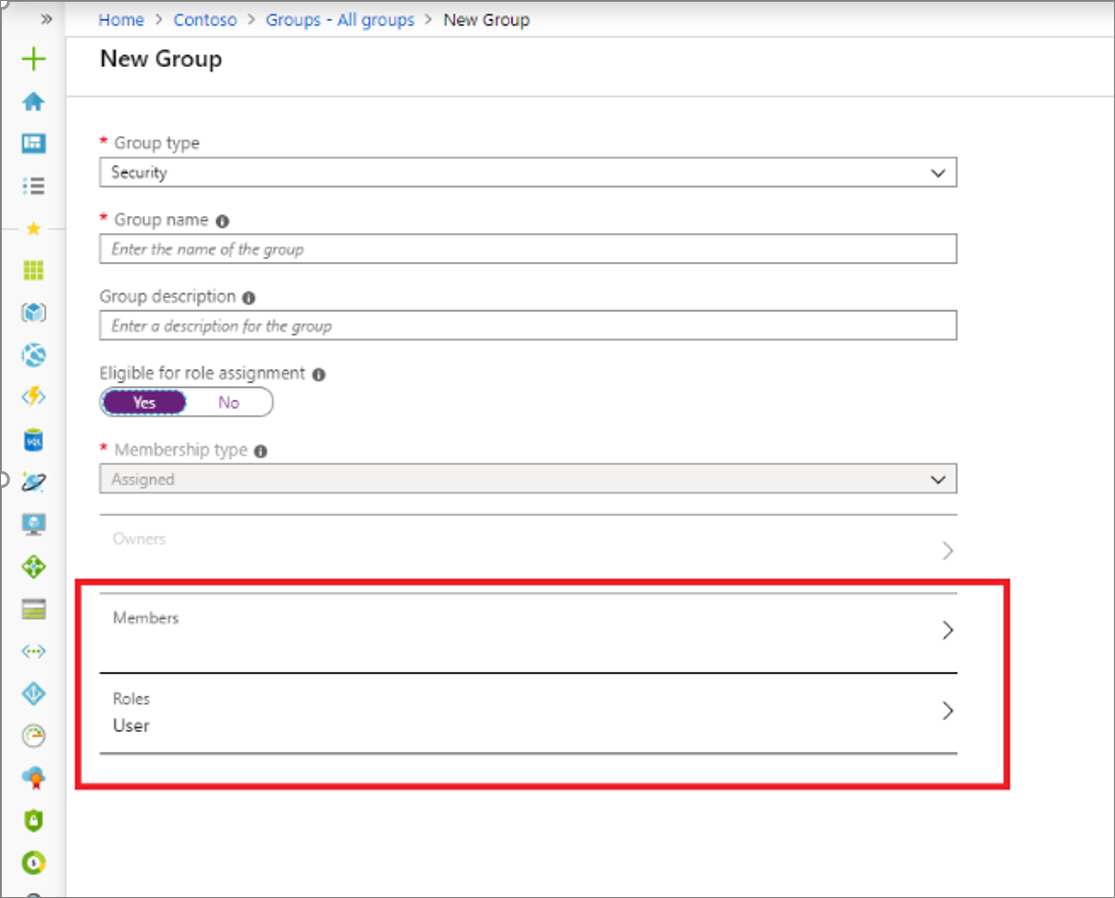 Home > Contoso > Groups - All groups > New Group
New Group
* Group type
Security
* Group name
Enter the name of the group
Group description
Enter a description for the group
Eligible for role assignment
Yes No
* Membership type
Assigned
Owners
Members
Roles
User
SQL